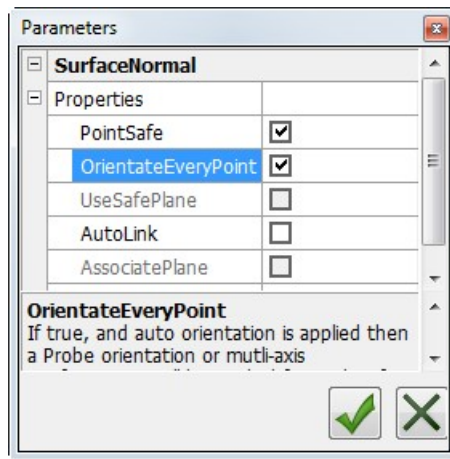 Parameters
SurfaceNormal
Properties
PointSafe
OrientateEveryPoint
UseSafePlane
AutoLink
AssociatePlane
OrientateEveryPoint
If true, and auto orientation is applied then
a Probe orientation or mutli-axis